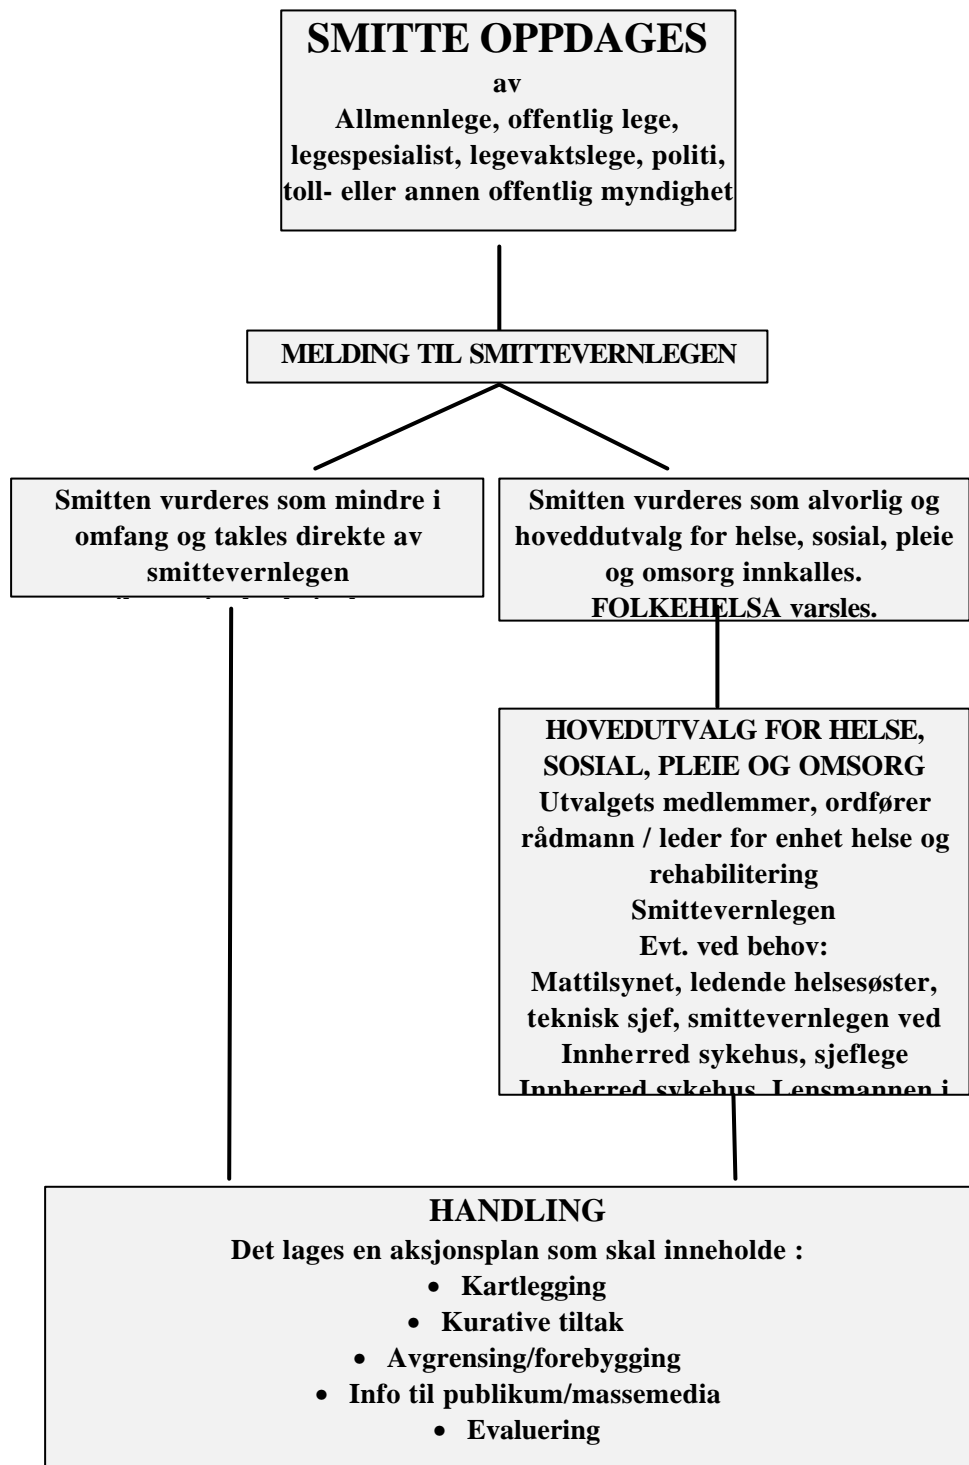 SMITTE OPPDAGES
av
Allmennlege, offentlig lege,
legespesialist, legevaktslege, politi,
toll- eller annen offentlig myndighet
MELDING TIL SMITTEVERNLEGEN
Smitten vurderes som mindre i
omfang og takles direkte av
smittevernlegen
Smitten vurderes som alvorlig og
hoveddutvalg for helse, sosial, pleie
og omsorg innkalles.
FOLKEHELSA varsles.
HOVEDUTVALG FOR HELSE,
SOSIAL, PLEIE OG OMSORG
Utvalgets medlemmer, ordfører
rådmann / leder for enhet helse og
rehabilitering
Smittevernlegen
Evt. ved behov:
Mattilsynet, ledende helsesøster,
teknisk sjef, smittevernlegen ved
Innherred sykehus, sjeflege
Innherred sykehus, Lensmannen i
HANDLING
Det lages en aksjonsplan som skal inneholde :
• Kartlegging
• Kurative tiltak
• Avgrensing/forebygging
• Info til publikum/massemedia
• Evaluering